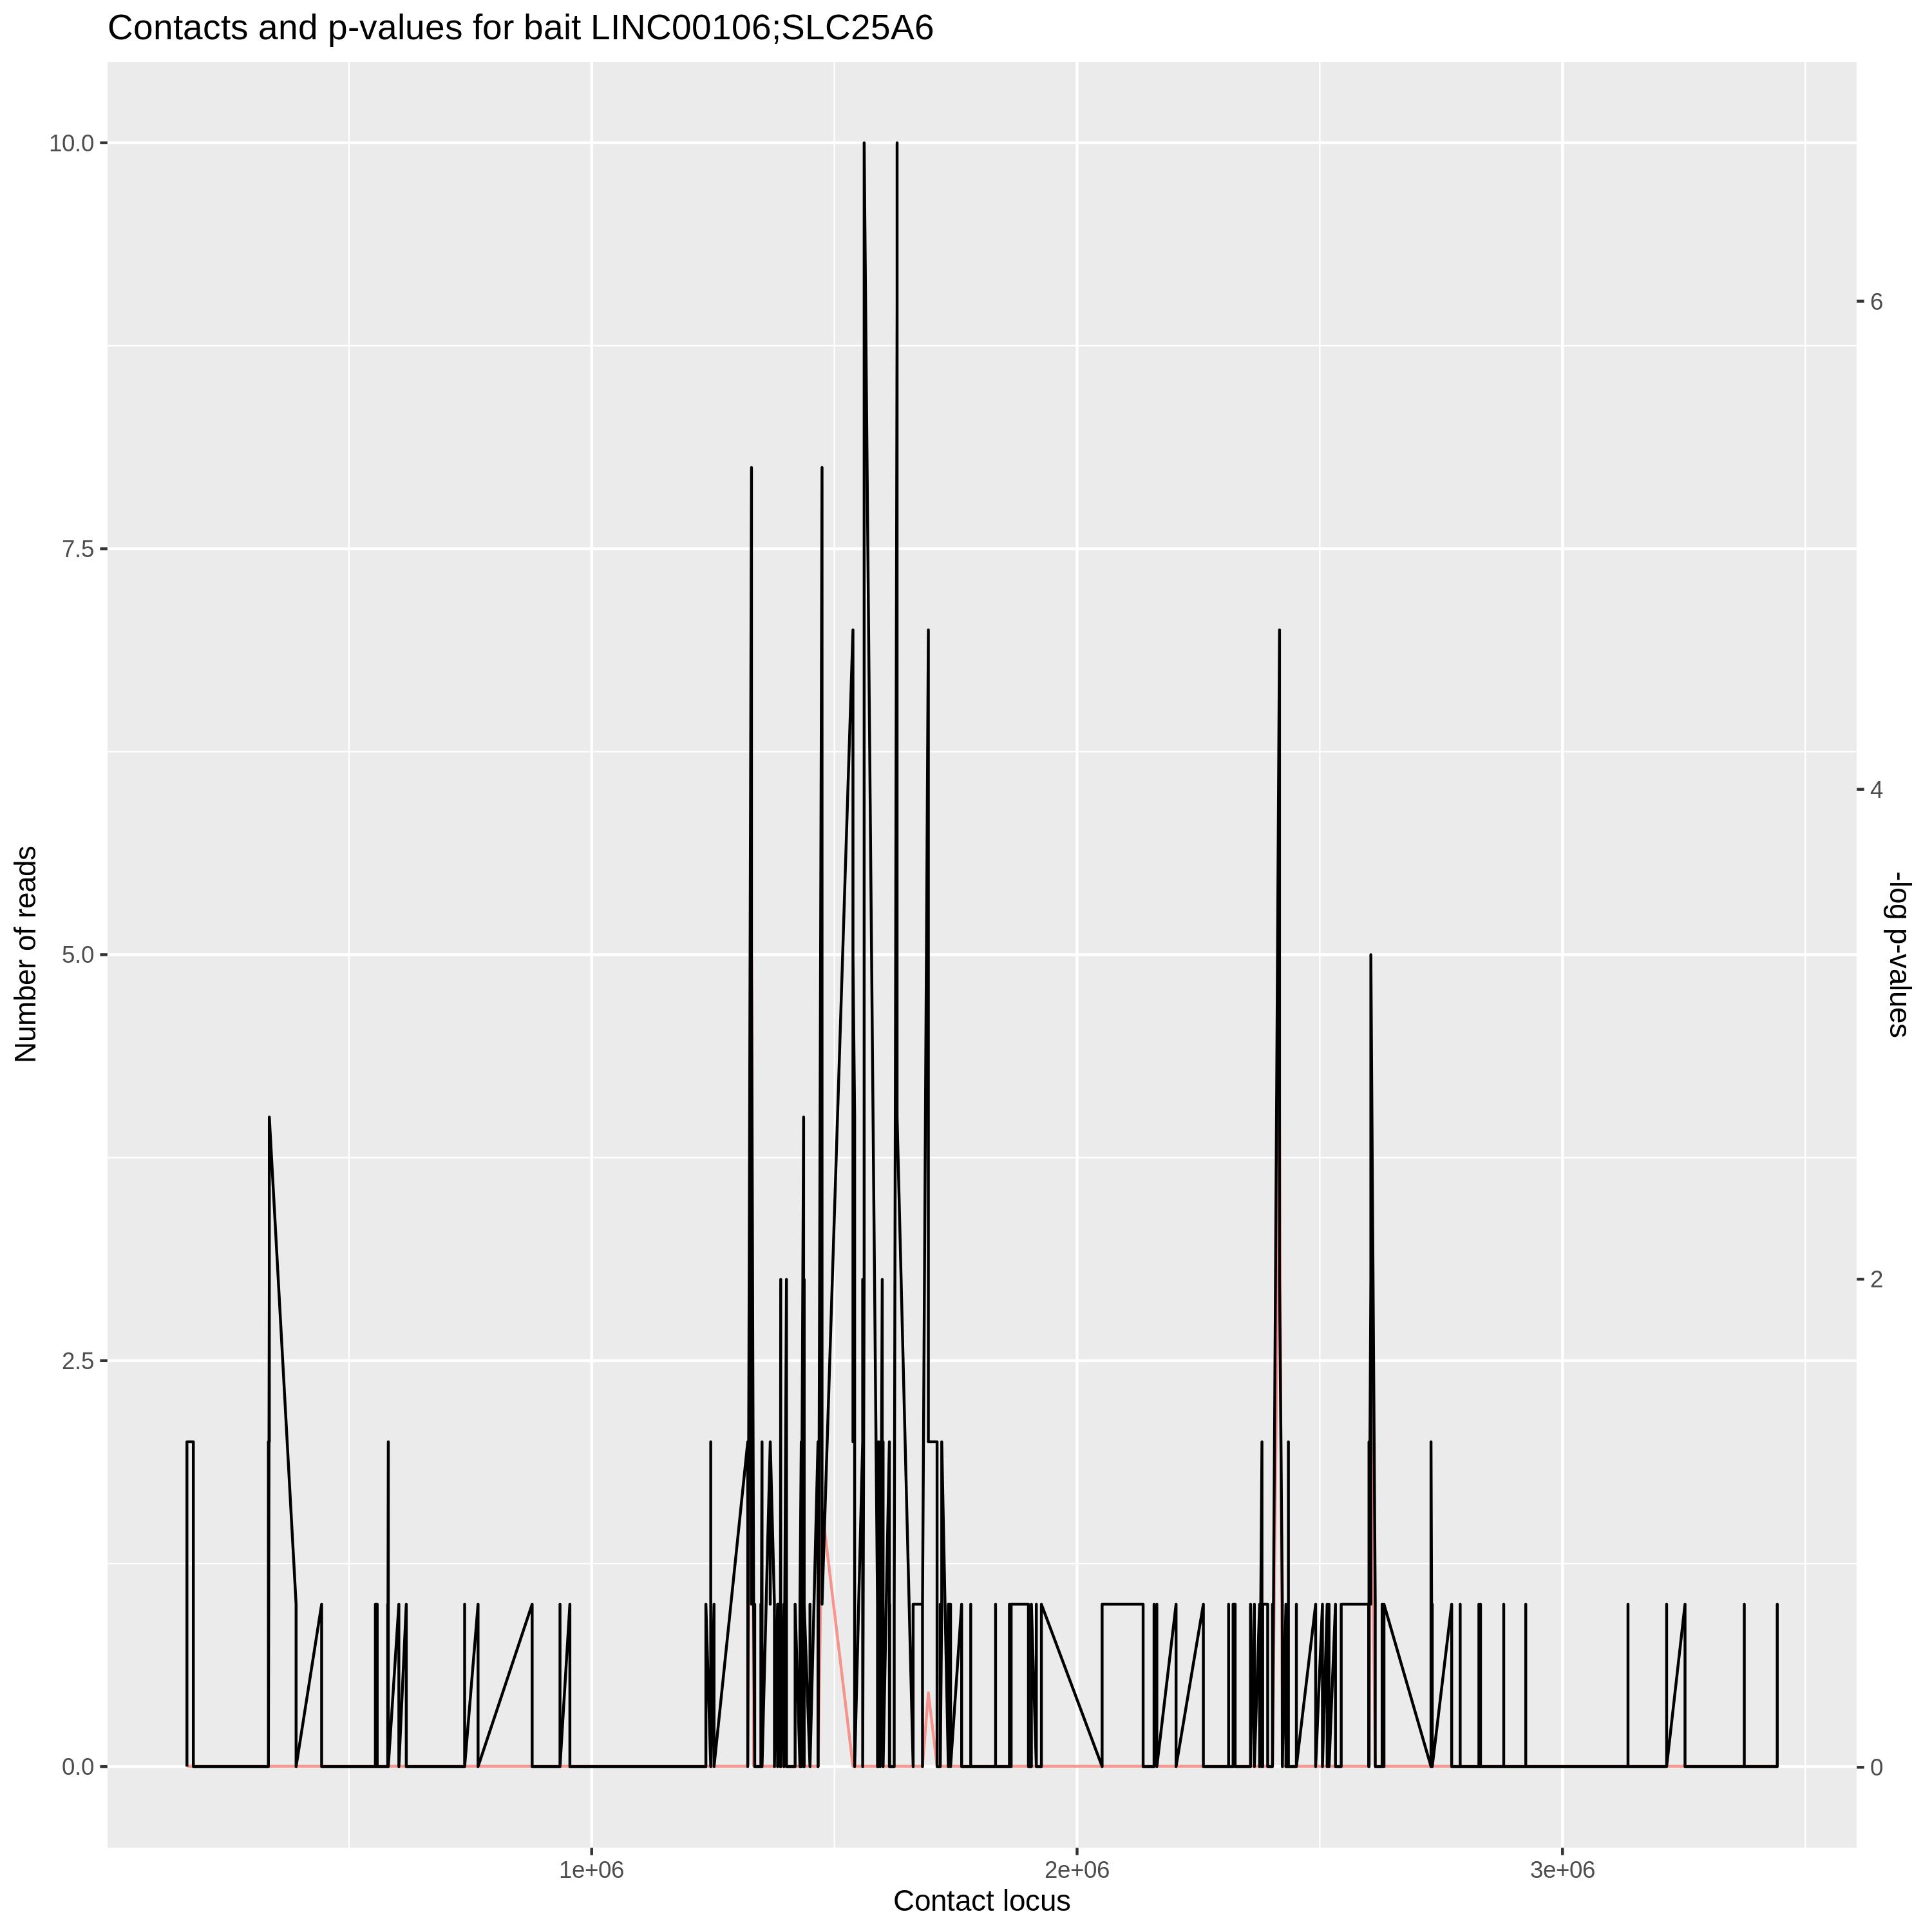 Contacts and p-values for bait LINC00106;SLC25A6
10.0
7.5
5.0
2.5
0.0
Number of reads
6
4
2
0
-log p-values
1e+06
2e+06
3e+06
Contact locus